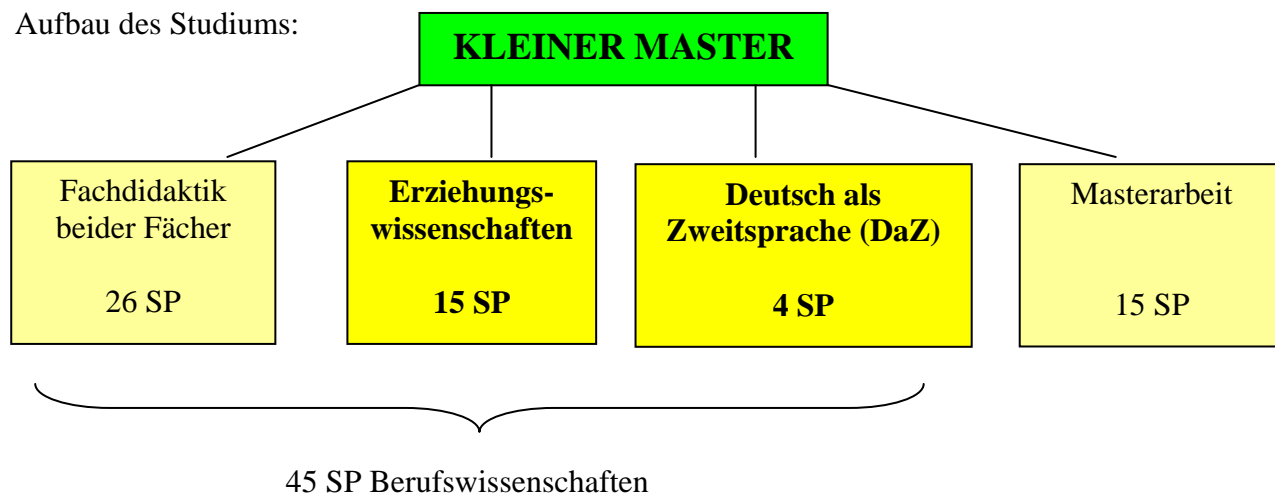 Aufbau des Studiums:
KLEINER MASTER
Fachdidaktik
beider Fächer
26 SP
Erziehungs-
wissenschaften
15 SP
Deutsch als
Zweitsprache (DaZ)
4 SP
Masterarbeit
15 SP
45 SP Berufswissenschaften